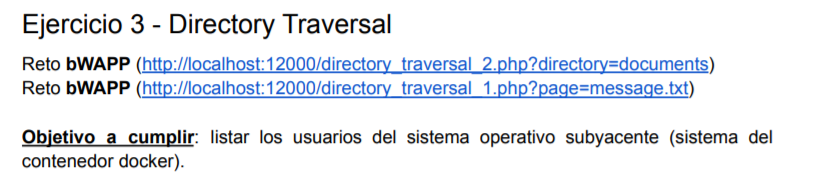 Ejercicio 3 - Directory Traversal
Reto bWAPP (http://localhost:12000/directory_traversal_2.php?directory=documents)
Reto bWAPP (http://localhost:12000/directory_traversal_1.php?page=message.txt)
Objetivo a cumplir: listar los usuarios del sistema operativo subyacente (sistema del
contenedor docker).